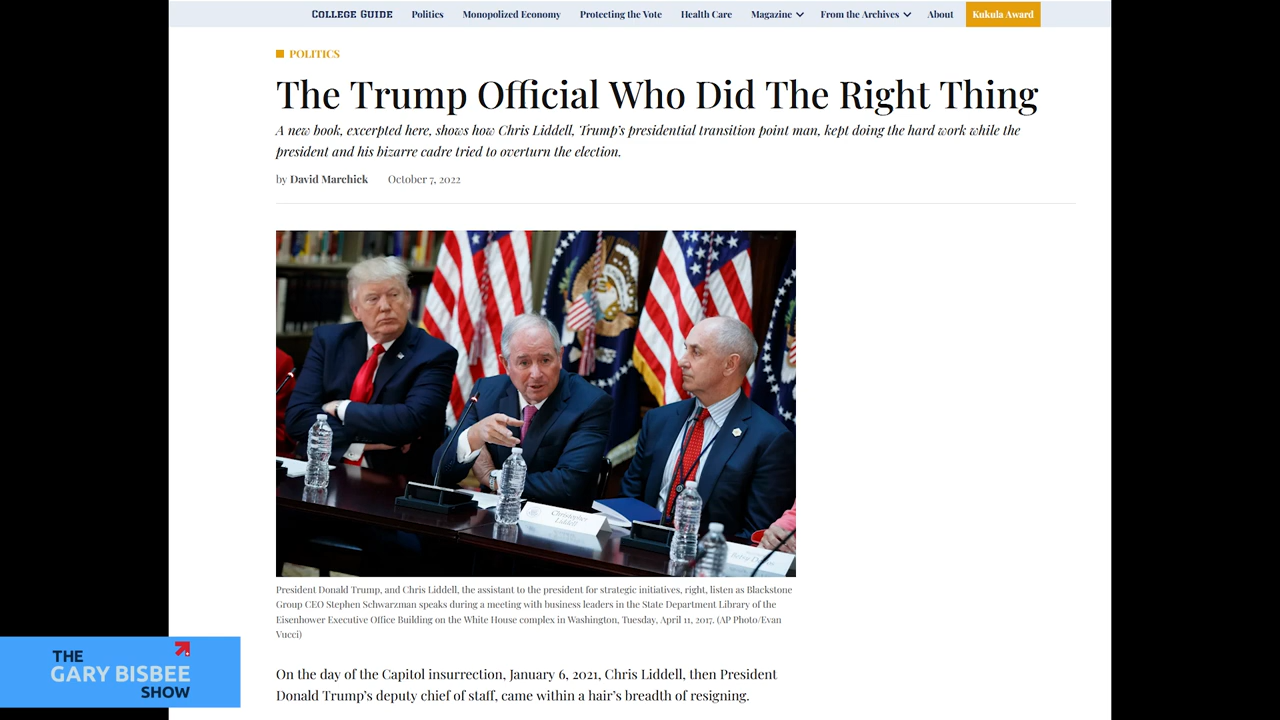 COLLEGE GUIDE Politics Monopolized Economy Protecting the Vote Health Care Magazine From the Archives About Kukula Award
POLITICS
The Trump Official Who Did The Right Thing
A new book, excerpted here, shows how Chris Liddell, Trump's presidential transition point man, kept doing the hard work while the
president and his bizarre cadre tried to overturn the election.
by David Marchick October 7, 2022
Christopher
Liddell
President Donald Trump, and Chris Liddell, the assistant to the president for strategic initiatives, right, listen as Blackstone
Group CEO Stephen Schwarzman speaks during a meeting with business leaders in the State Department Library of the
Eisenhower Executive Office Building on the White House complex in Washington, Tuesday, April 11, 2017. (AP Photo/Evan
Vucci)
On the day of the Capitol insurrection, January 6, 2021, Chris Liddell, then President
Donald Trump's deputy chief of staff, came within a hair's breadth of resigning.
THE
GARY BISBEE
SHOW